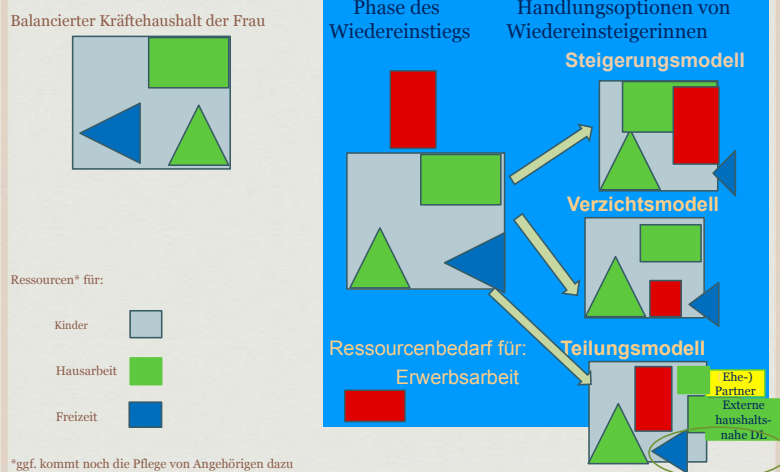 Balancierter Kräftehaushalt der Frau
Phase des
Wiedereinstiegs
Handlungsoptionen von
Wiedereinsteigerinnen
Steigerungsmodell
Verzichtsmodell
Ressourcen* für:
Kinder
Hausarbeit
Freizeit
Ressourcenbedarf für:
Erwerbsarbeit
Teilungsmodell
Ehe-)
Partner
Externe
haushalts-
nahe DL
*ggf. kommt noch die Pflege von Angehörigen dazu